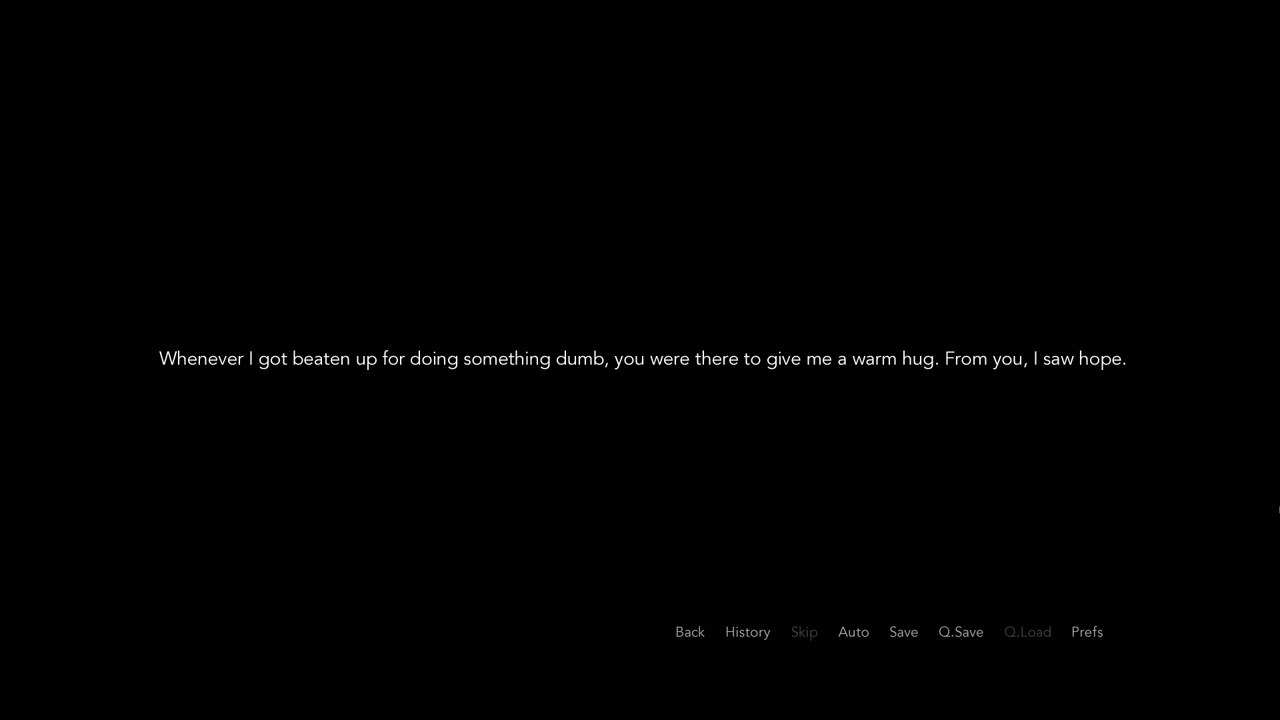 Whenever I got beaten up for doing something dumb, you were there to give me a warm hug. From you, I saw hope.
Back History Skip Auto Save Q.Save Q.Load Prefs